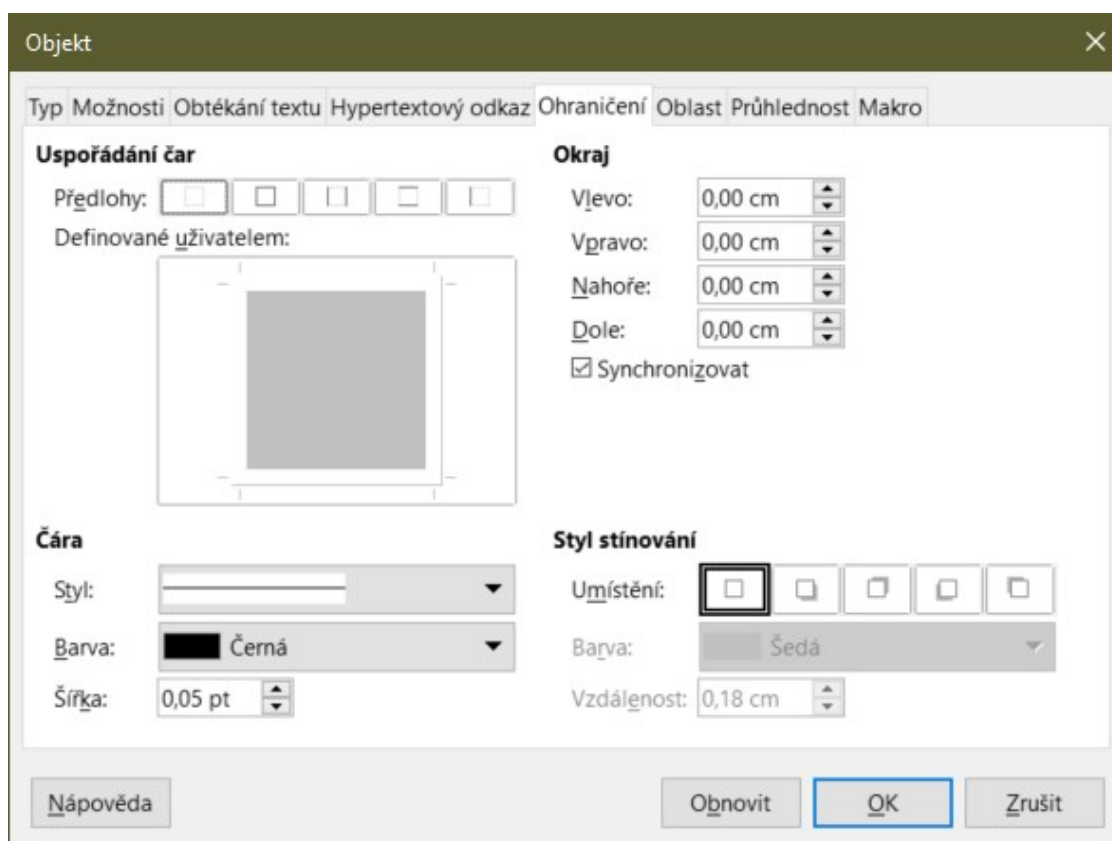 Objekt
Typ Možnosti Obtékání textu Hypertextový odkaz Ohraničení Oblast Průhlednost Makro
Uspořádání čar
Předlohy:
Definované uživatelem:
Okraj
Vlevo: 0,00 cm
Vpravo: 0,00 cm
Nahoře: 0,00 cm
Dole: 0,00 cm
Synchronizovat
Čára
Styl:
Barva: Černá
Šířka: 0,05 pt
Styl stínování
Umístění:
Barva: Šedá
Vzdálenost: 0,18 cm
Nápověda Obnovit OK Zrušit